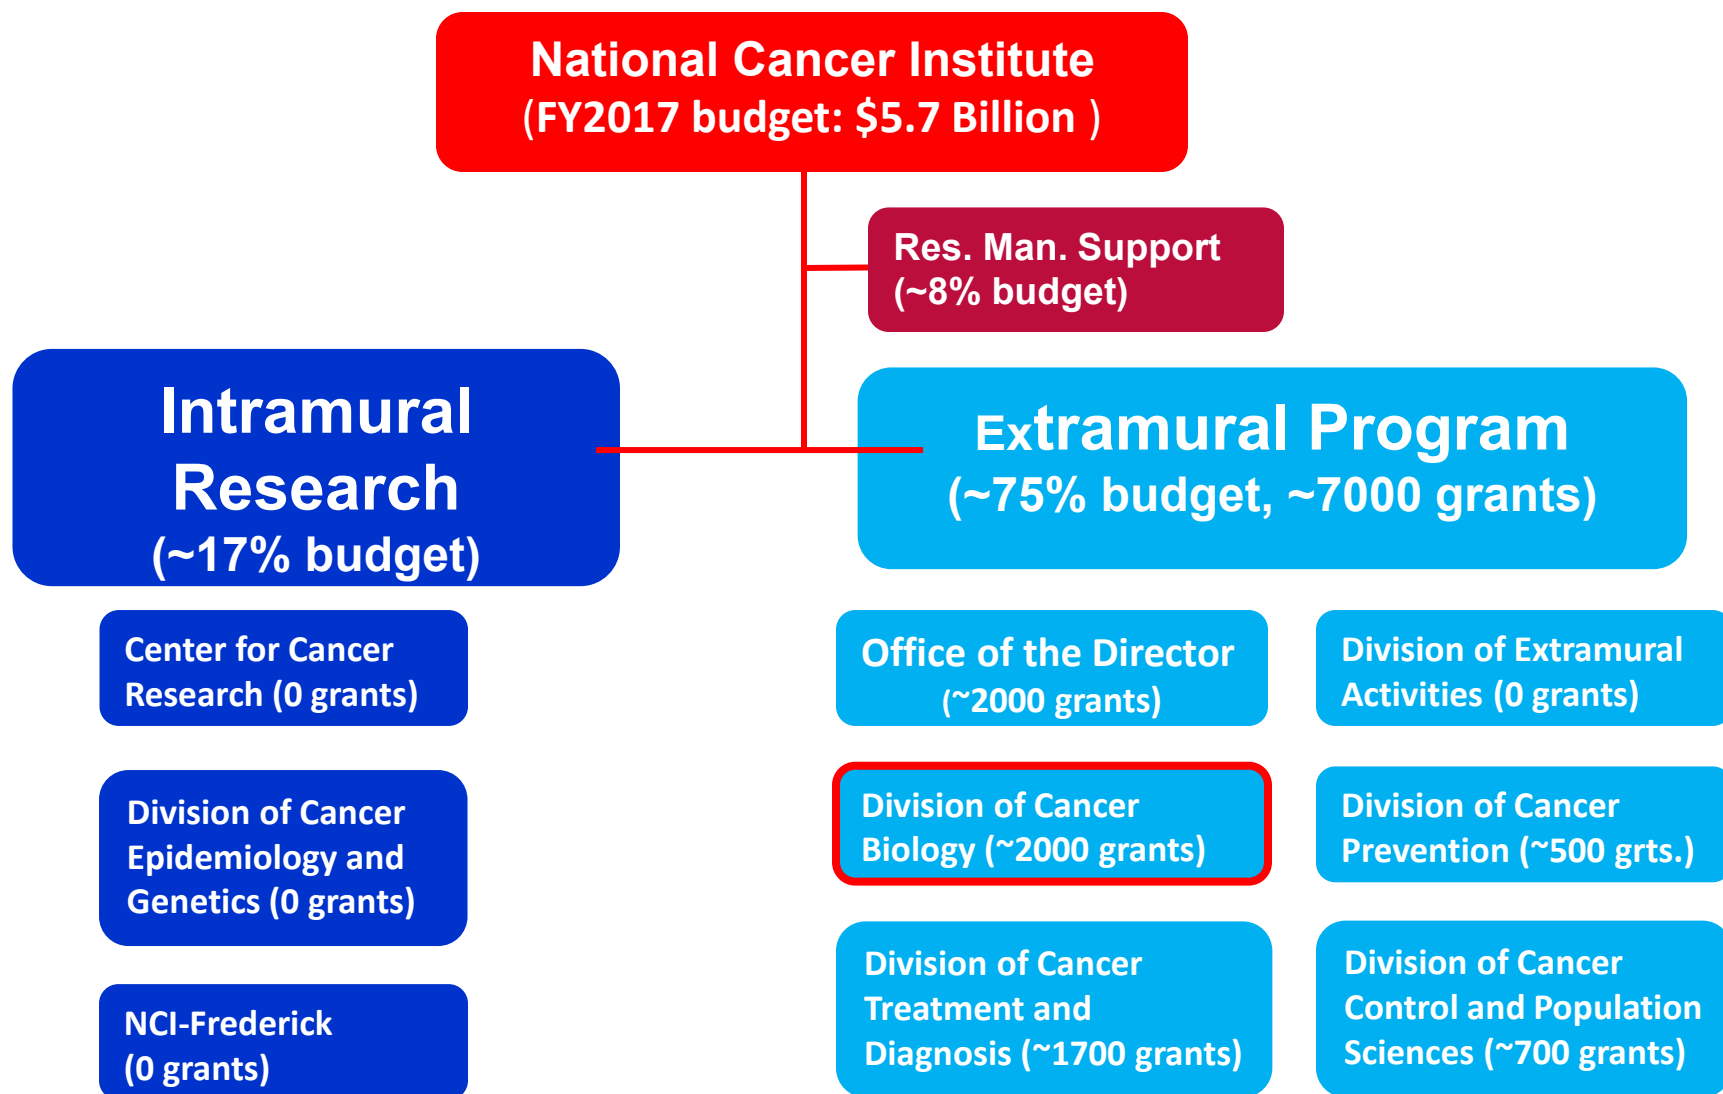 National Cancer Institute
(FY2017 budget: $5.7 Billion )
Res. Man. Support
(~8% budget)
Intramural
Research
(~17% budget)
Extramural Program
(~75% budget, ~7000 grants)
Center for Cancer
Research (0 grants)
Division of Cancer
Epidemiology and
Genetics (0 grants)
NCI-Frederick
(0 grants)
Office of the Director
(~2000 grants)
Division of Extramural
Activities (0 grants)
Division of Cancer
Biology (~2000 grants)
Division of Cancer
Prevention (~500 grts.)
Division of Cancer
Treatment and
Diagnosis (~1700 grants)
Division of Cancer
Control and Population
Sciences (~700 grants)